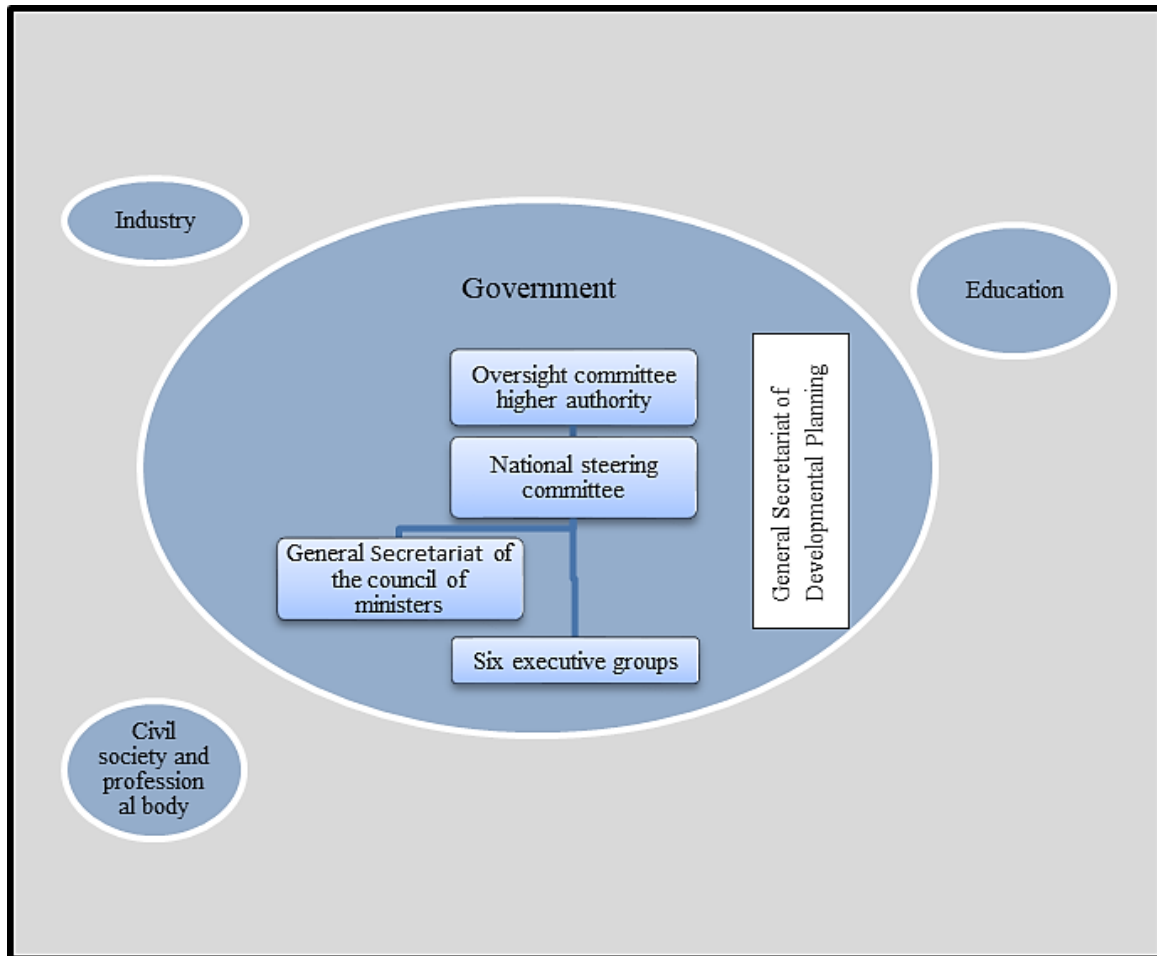 Industry
Government
Education
Oversight committee
higher authority
National steering
committee
General Secretariat of
Developmental Planning
General Secretariat of
the council of
ministers
Six executive groups
Civil
society and
profession
al body